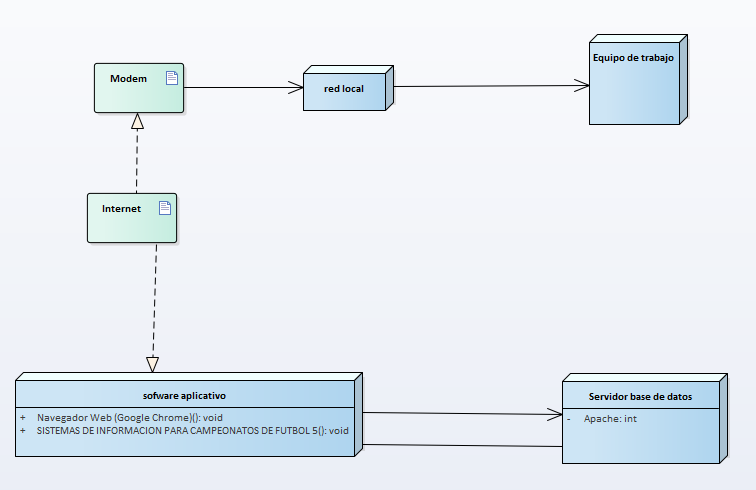 Equipo de trabajo
Modem
red local
Internet
sofware aplicativo
+ Navegador Web (Google Chrome)(): void
+ SISTEMAS DE INFORMACION PARA CAMPEONATOS DE FUTBOL 5(): void
Servidor base de datos
- Apache: int